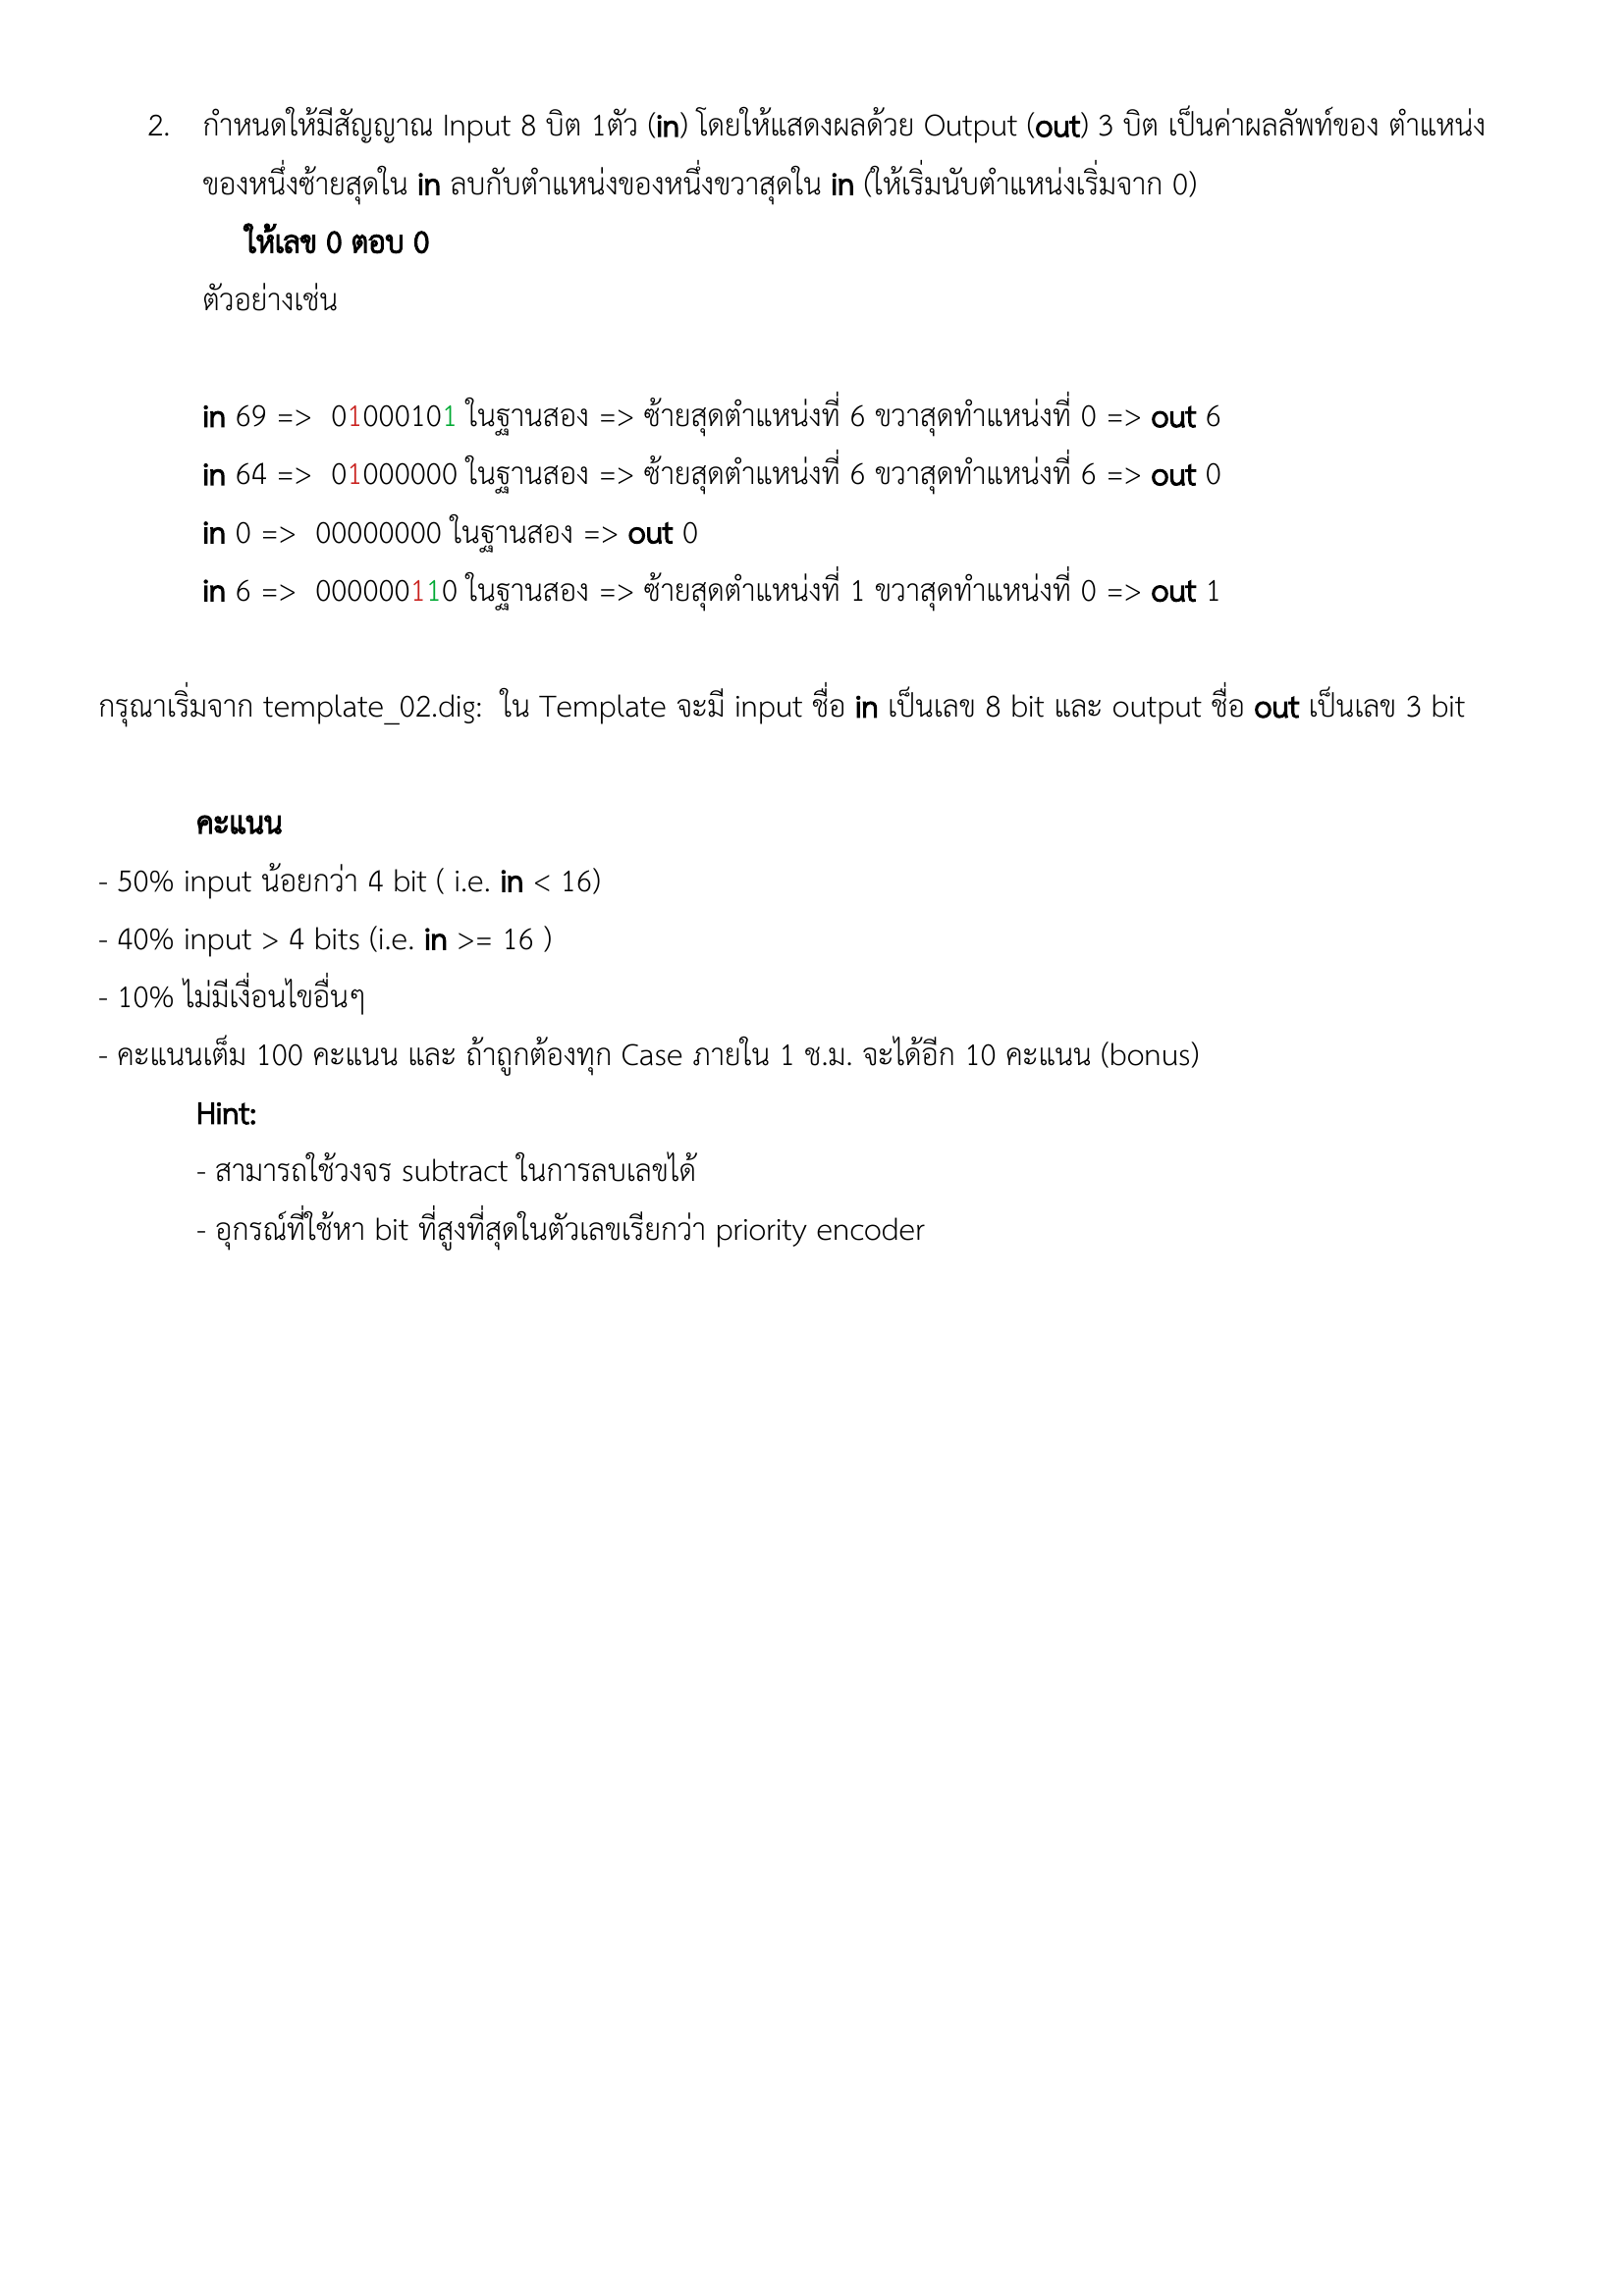 2. กำหนดให้มีสัญญาณ Input 8 บิต 1ตัว (in) โดยให้แสดงผลด้วย Output (out) 3 บิต เป็นค่าผลลัพท์ของ ตำแหน่ง
ของหนึ่งซ้ายสุดใน in ลบกับตำแหน่งของหนึ่งขวาสุดใน in (ให้เริ่มนับตำแหน่งเริ่มจาก 0)
ให้เลข 0 ตอบ 0
ตัวอย่างเช่น
in 69 => 01000101 ในฐานสอง => ซ้ายสุดตำแหน่งที่ 6 ขวาสุดทำแหน่งที่ 0 => out 6
in 64 => 01000000 ในฐานสอง => ซ้ายสุดตำแหน่งที่ 6 ขวาสุดทำแหน่งที่ 6 => out 0
in 0 => 00000000 ในฐานสอง => out 0
in 6 => 000000110 ในฐานสอง => ซ้ายสุดตำแหน่งที่ 1 ขวาสุดทำแหน่งที่ 0 => out 1
กรุณาเริ่มจาก template_02.dig: ใน Template จะมี input ชื่อ in เป็นเลข 8 bit และ output ชื่อ out เป็นเลข 3 bit
คะแนน
- 50% input น้อยกว่า 4 bit ( i.e. in < 16)
- 40% input > 4 bits (i.e. in >= 16 )
- 10% ไม่มีเงื่อนไขอื่นๆ
- คะแนนเต็ม 100 คะแนน และ ถ้าถูกต้องทุก Case ภายใน 1 ช.ม. จะได้อีก 10 คะแนน (bonus)
Hint:
- สามารถใช้วงจร subtract ในการลบเลขได้
- อุกรณ์ที่ใช้หา bit ที่สูงที่สุดในตัวเลขเรียกว่า priority encoder